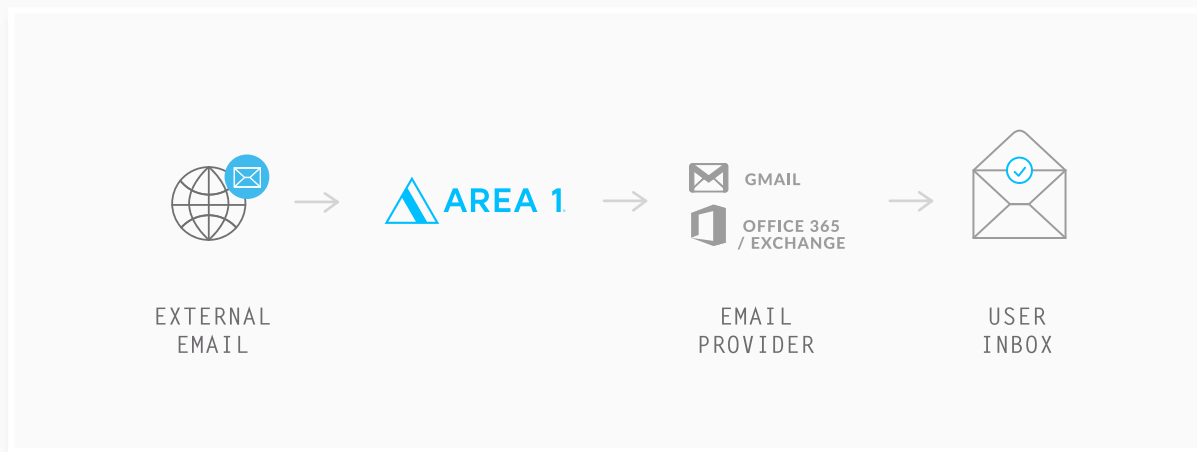 AREA 1
GMAIL
OFFICE 365
/ EXCHANGE
EXTERNAL
EMAIL
EMAIL
PROVIDER
USER
INBOX